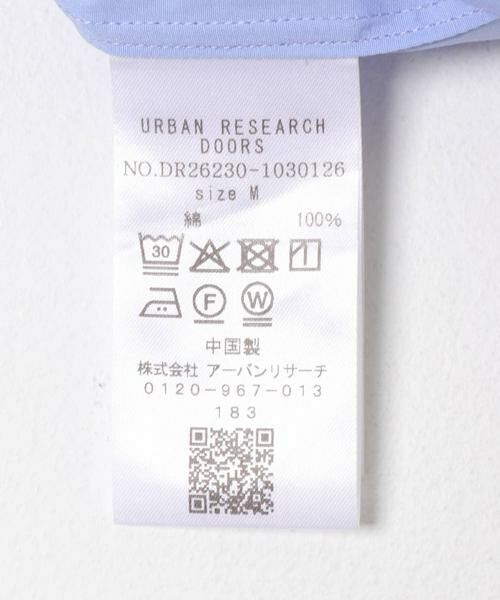 URBAN RESEARCH
DOORS
NO.DR26230-1030126
size M
綿 100%
30
F W
中国製
株式会社 アーバンリサーチ
0120-967-013
183